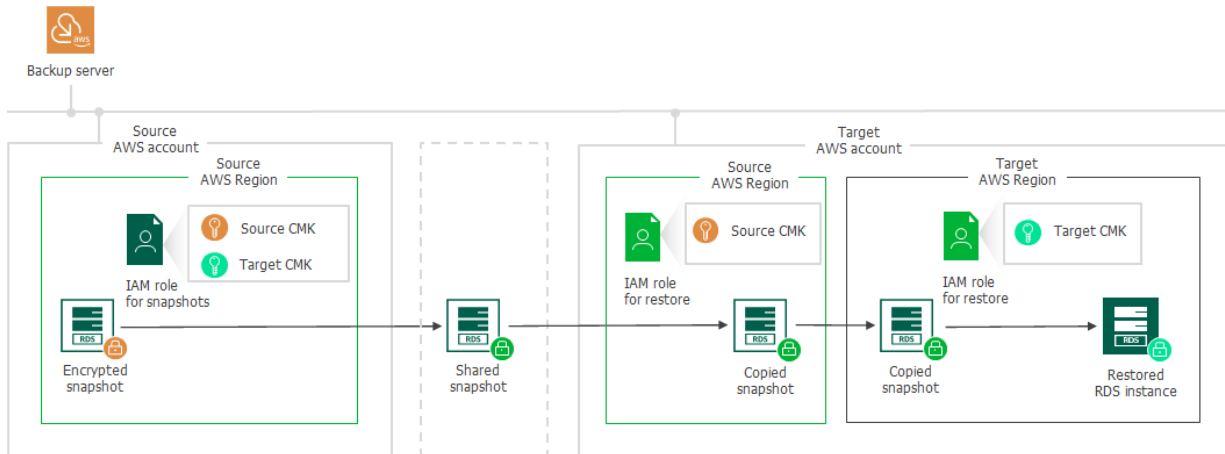 aws
Backup server
Source
AWS account
Target
AWS account
Source
AWS Region
Source
AWS Region
Target
AWS Region
Source CMK
Target CMK
Source CMK
Target CMK
IAM role
for snapshots
IAM role
for restore
IAM role
for restore
RDS
RDS
RDS
RDS
RDS
Encrypted
snapshot
Shared
snapshot
Copied
snapshot
Copied
snapshot
Restored
RDS instance